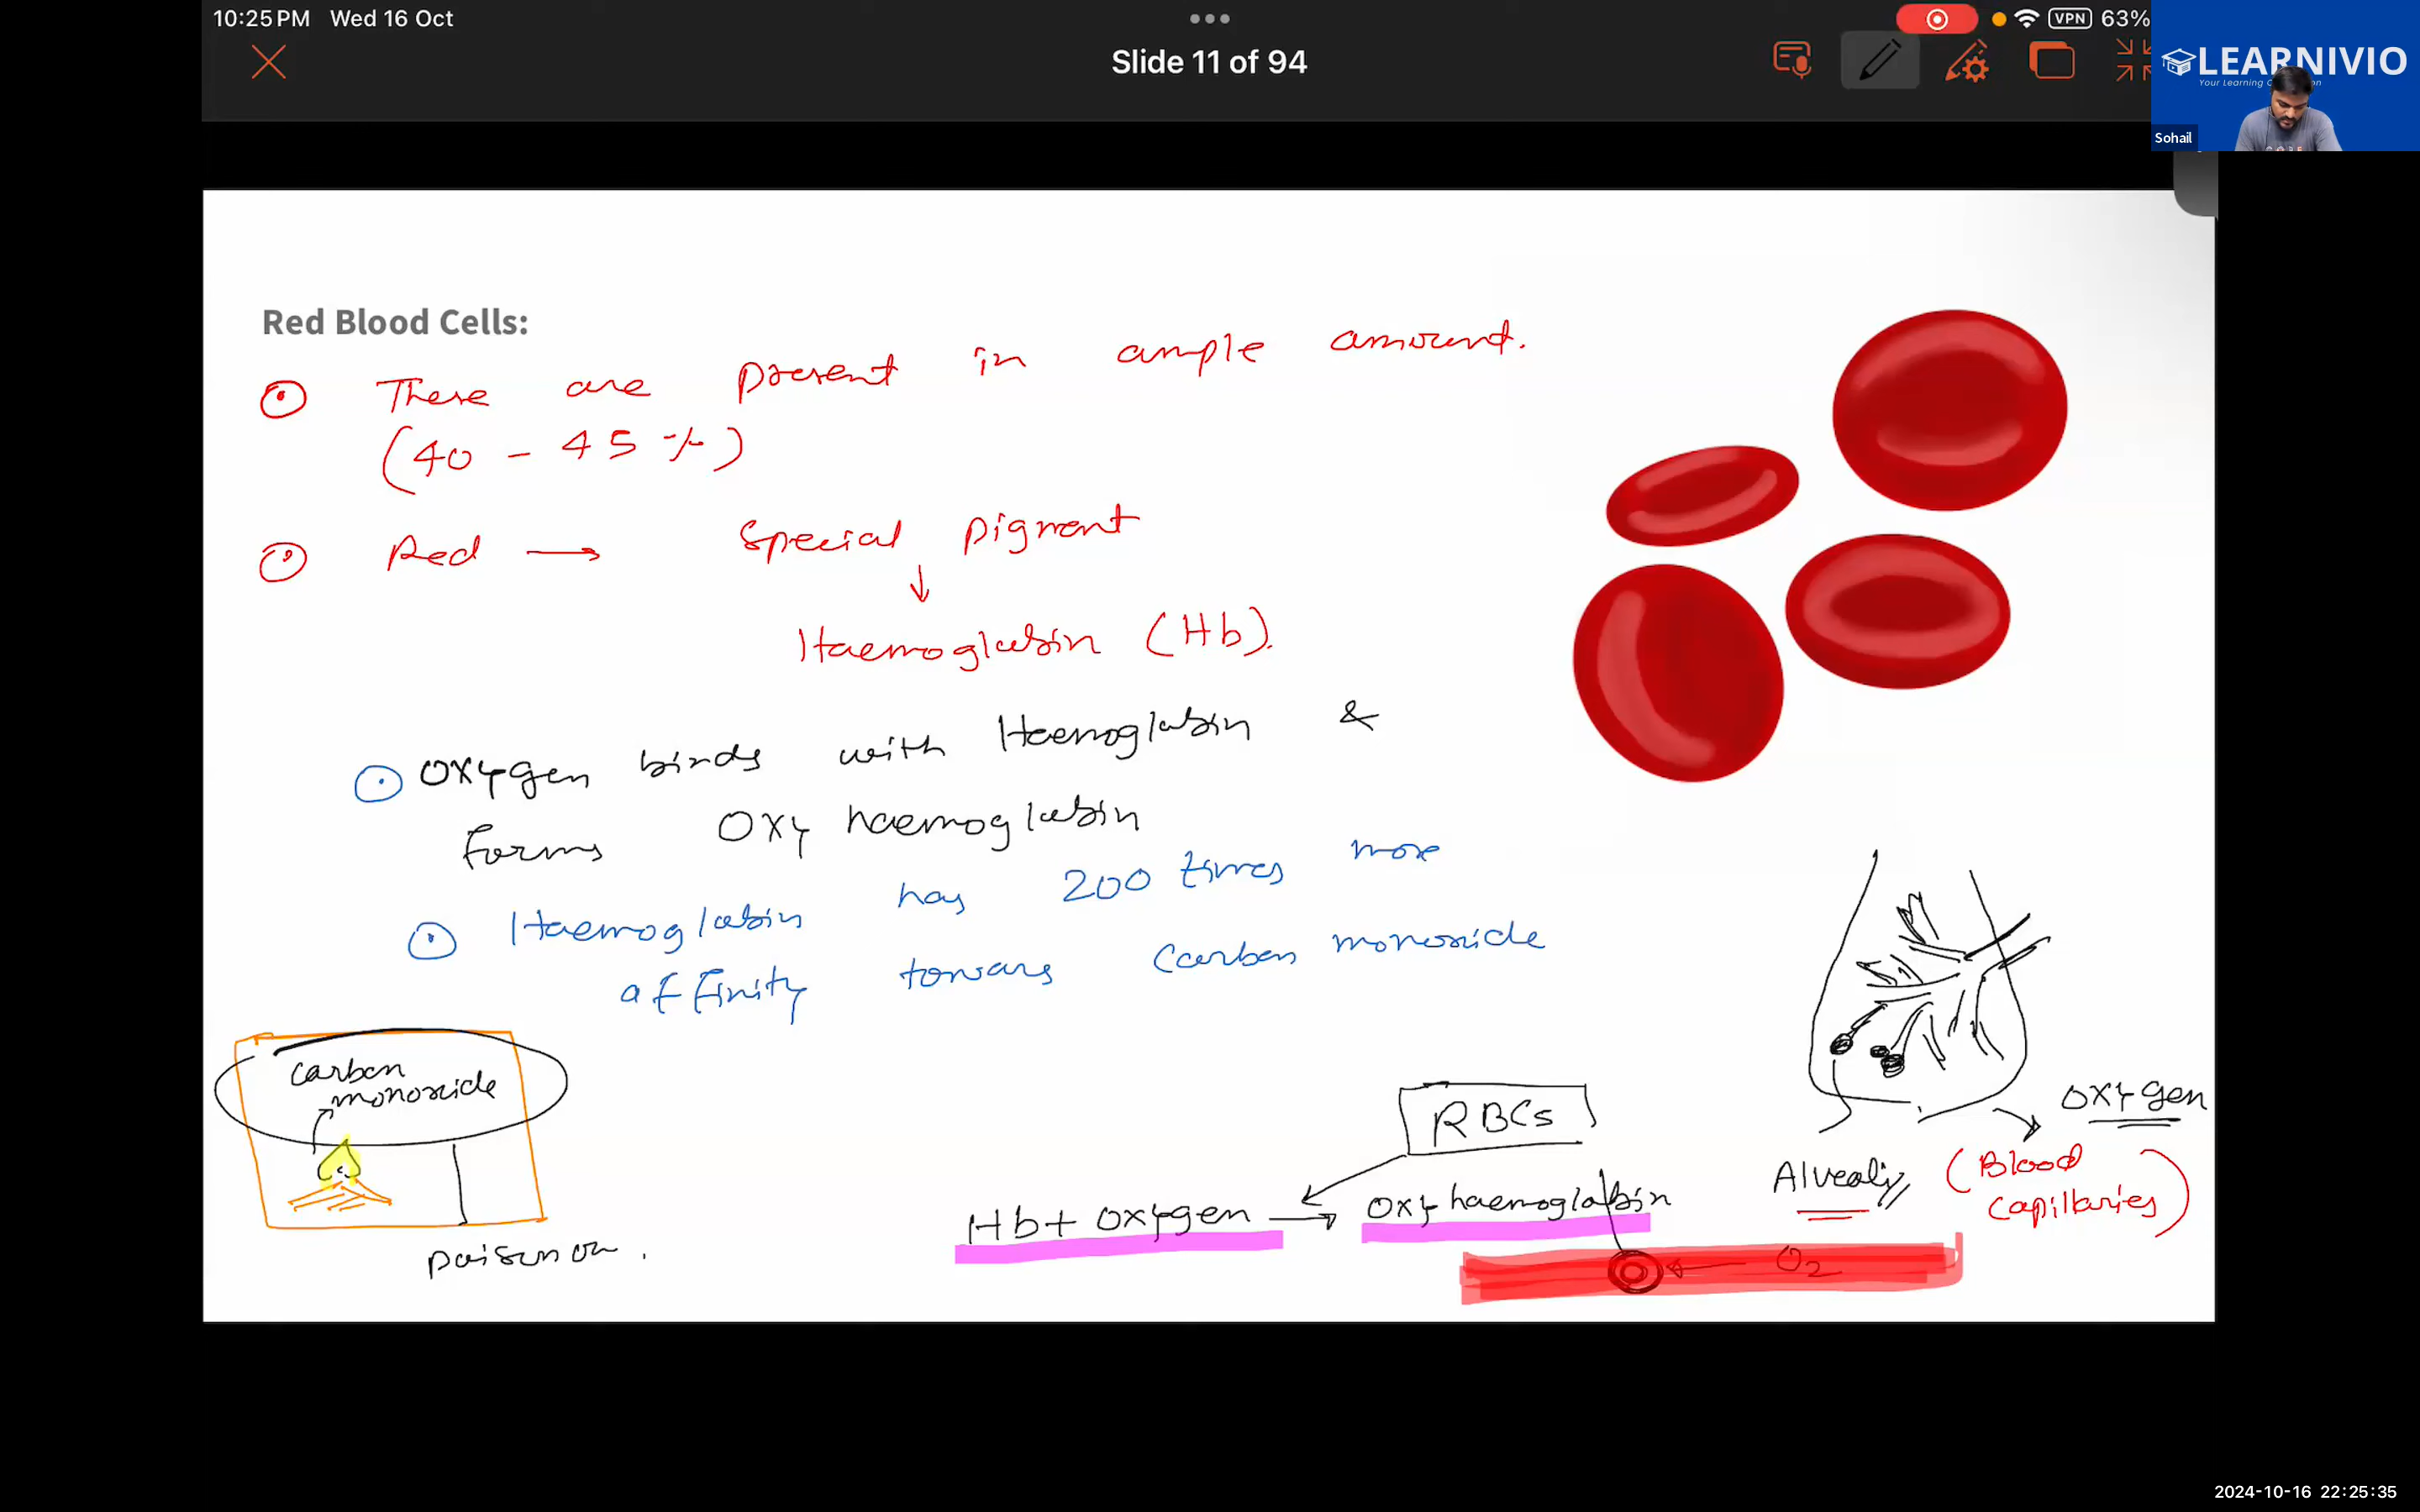 10:25 PM Wed 16 Oct
VPN 63%
Slide 11 of 94
LEARNIVIO
Sohail
Red Blood Cells:
These are present in ample amount.
(40 - 45 %)
Red → Special pigment
↓
Haemoglobin (Hb).
Oxygen binds with Haemoglobin &
forms Oxy haemoglobin
Haemoglobin has 200 times more
affinity towars Carbon monoxide
Carbon
monoxide
RBCs
Oxygen
Alveoli
(Blood
Capillaries)
Hb + Oxygen → Oxy haemoglobin
O2
2024-10-16 22:25:35